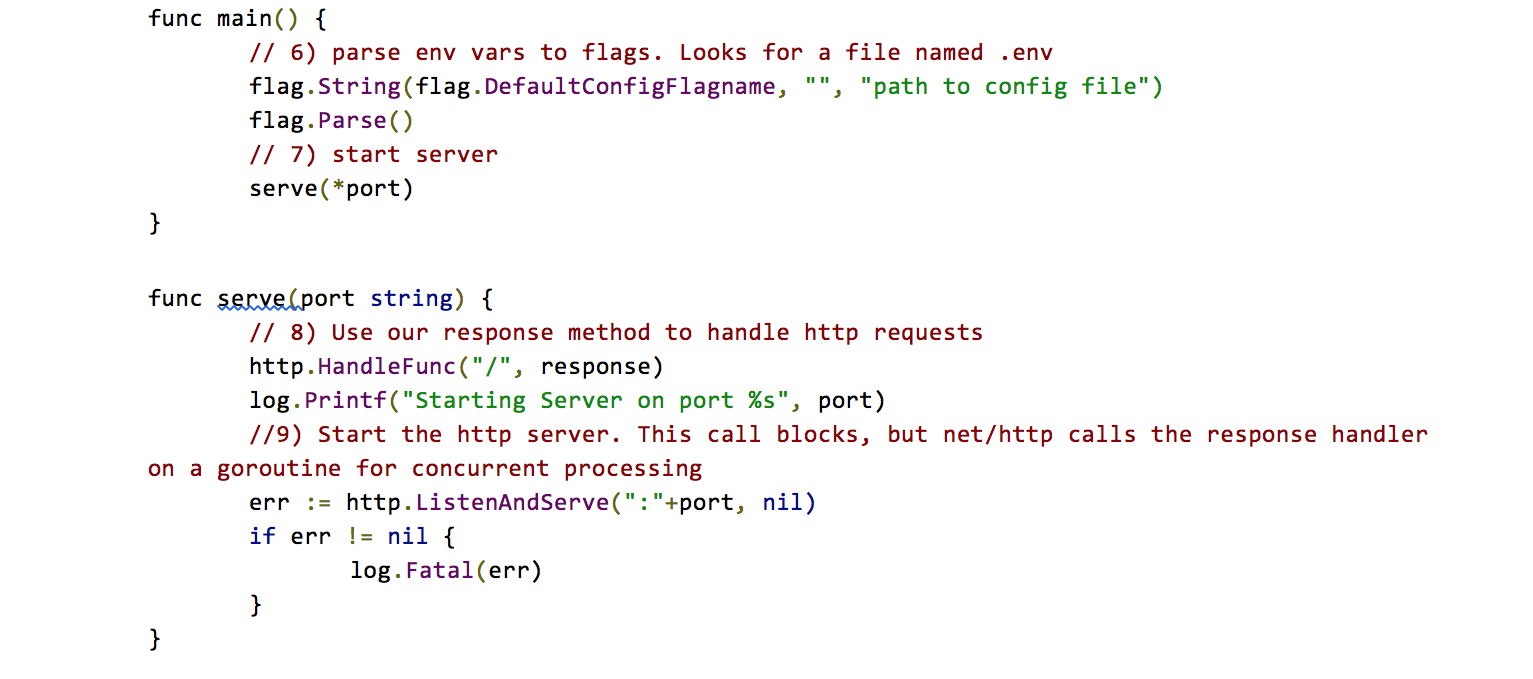 func main() {
// 6) parse env vars to flags. Looks for a file named .env
flag.String(flag.DefaultConfigFlagname, "", "path to config file")
flag.Parse()
// 7) start server
serve(*port)
}
func serve(port string) {
// 8) Use our response method to handle http requests
http.HandleFunc("/", response)
log.Printf("Starting Server on port %s", port)
//9) Start the http server. This call blocks, but net/http calls the response handler
on a goroutine for concurrent processing
err := http.ListenAndServe(":"+port, nil)
if err != nil {
log.Fatal(err)
}
}